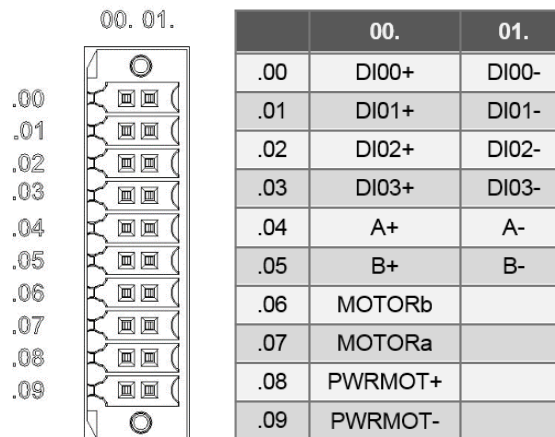 00. 01.
.00
.01
.02
.03
.04
.05
.06
.07
.08
.09
00. 01.
.00 DI00+ DI00-
.01 DI01+ DI01-
.02 DI02+ DI02-
.03 DI03+ DI03-
.04 A+ A-
.05 B+ B-
.06 MOTORb
.07 MOTORa
.08 PWRMOT+
.09 PWRMOT-